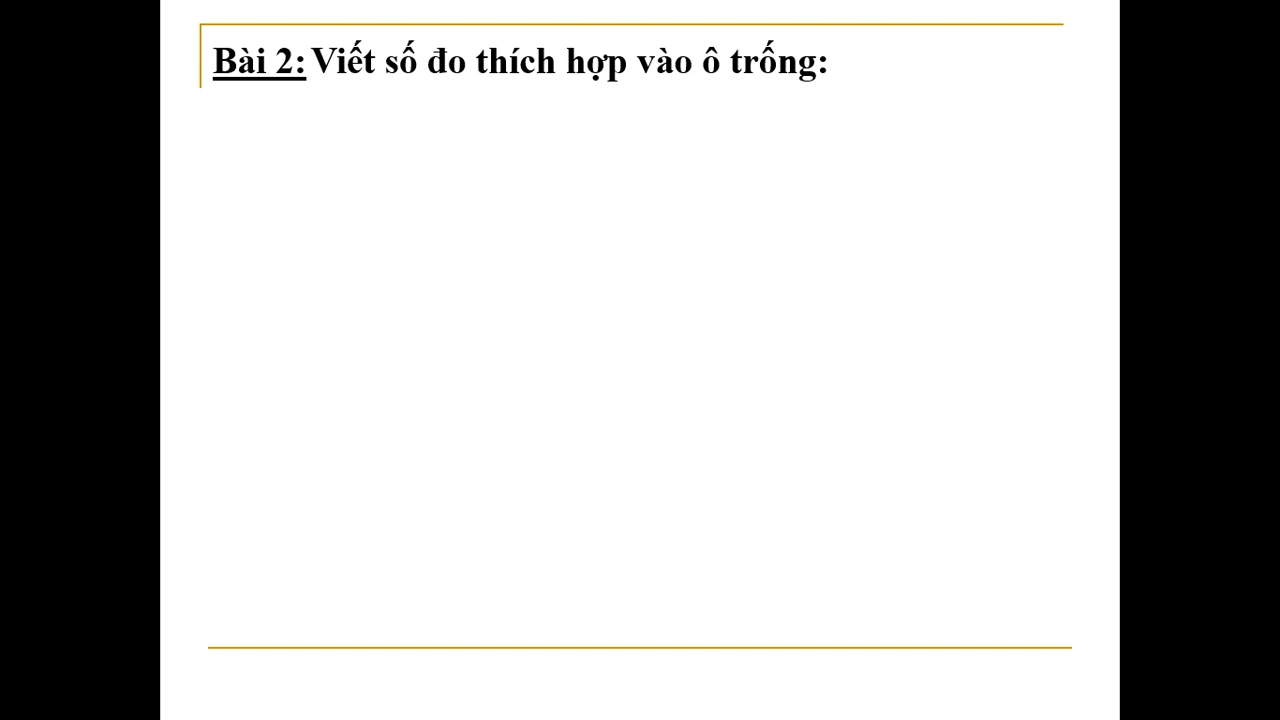 Bài 2: Viết số đo thích hợp vào ô trống: